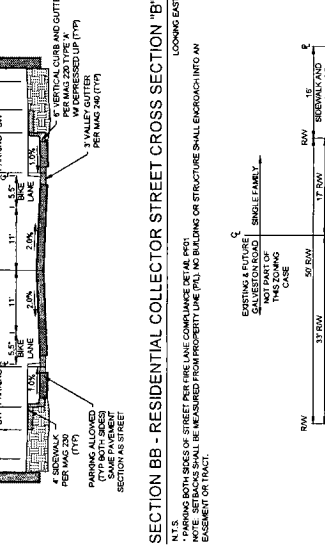 6" VERTICAL CURB AND GUTTE
PER MAG 220 TYPE 'A'
W/ DEPRESSED UP (TYP)
3' VALLEY GUTTER
PER MAG 240 (TYP)
1.0%
5.5'
BIKE
LANE
11'
2.0%
11'
2.0%
5.5'
BIKE
LANE
1.0%
4' SIDEWALK
PER MAG 230
(TYP)
PARKING ALLOWED
(TYP BOTH SIDES)
SAME PAVEMENT
SECTION AS STREET
SECTION BB - RESIDENTIAL COLLECTOR STREET CROSS SECTION "B"
N.T.S.
LOOKING EAST
* PARKING BOTH SIDES OF STREET PER FIRE LANE COMPLIANCE DETAIL PF01
NOTE: SETBACKS SHALL BE MEASURED FROM PROPERTY LINE (P/L). NO BUILDING OR STRUCTURE SHALL ENCROACH INTO AN
EASEMENT OR TRACT.
EXISTING & FUTURE
GALVESTON ROAD
NOT PART OF
THIS ZONING
CASE
SINGLE FAMILY
R/W
50' R/W
R/W
16'
33' R/W
17' R/W
SIDEWALK AND